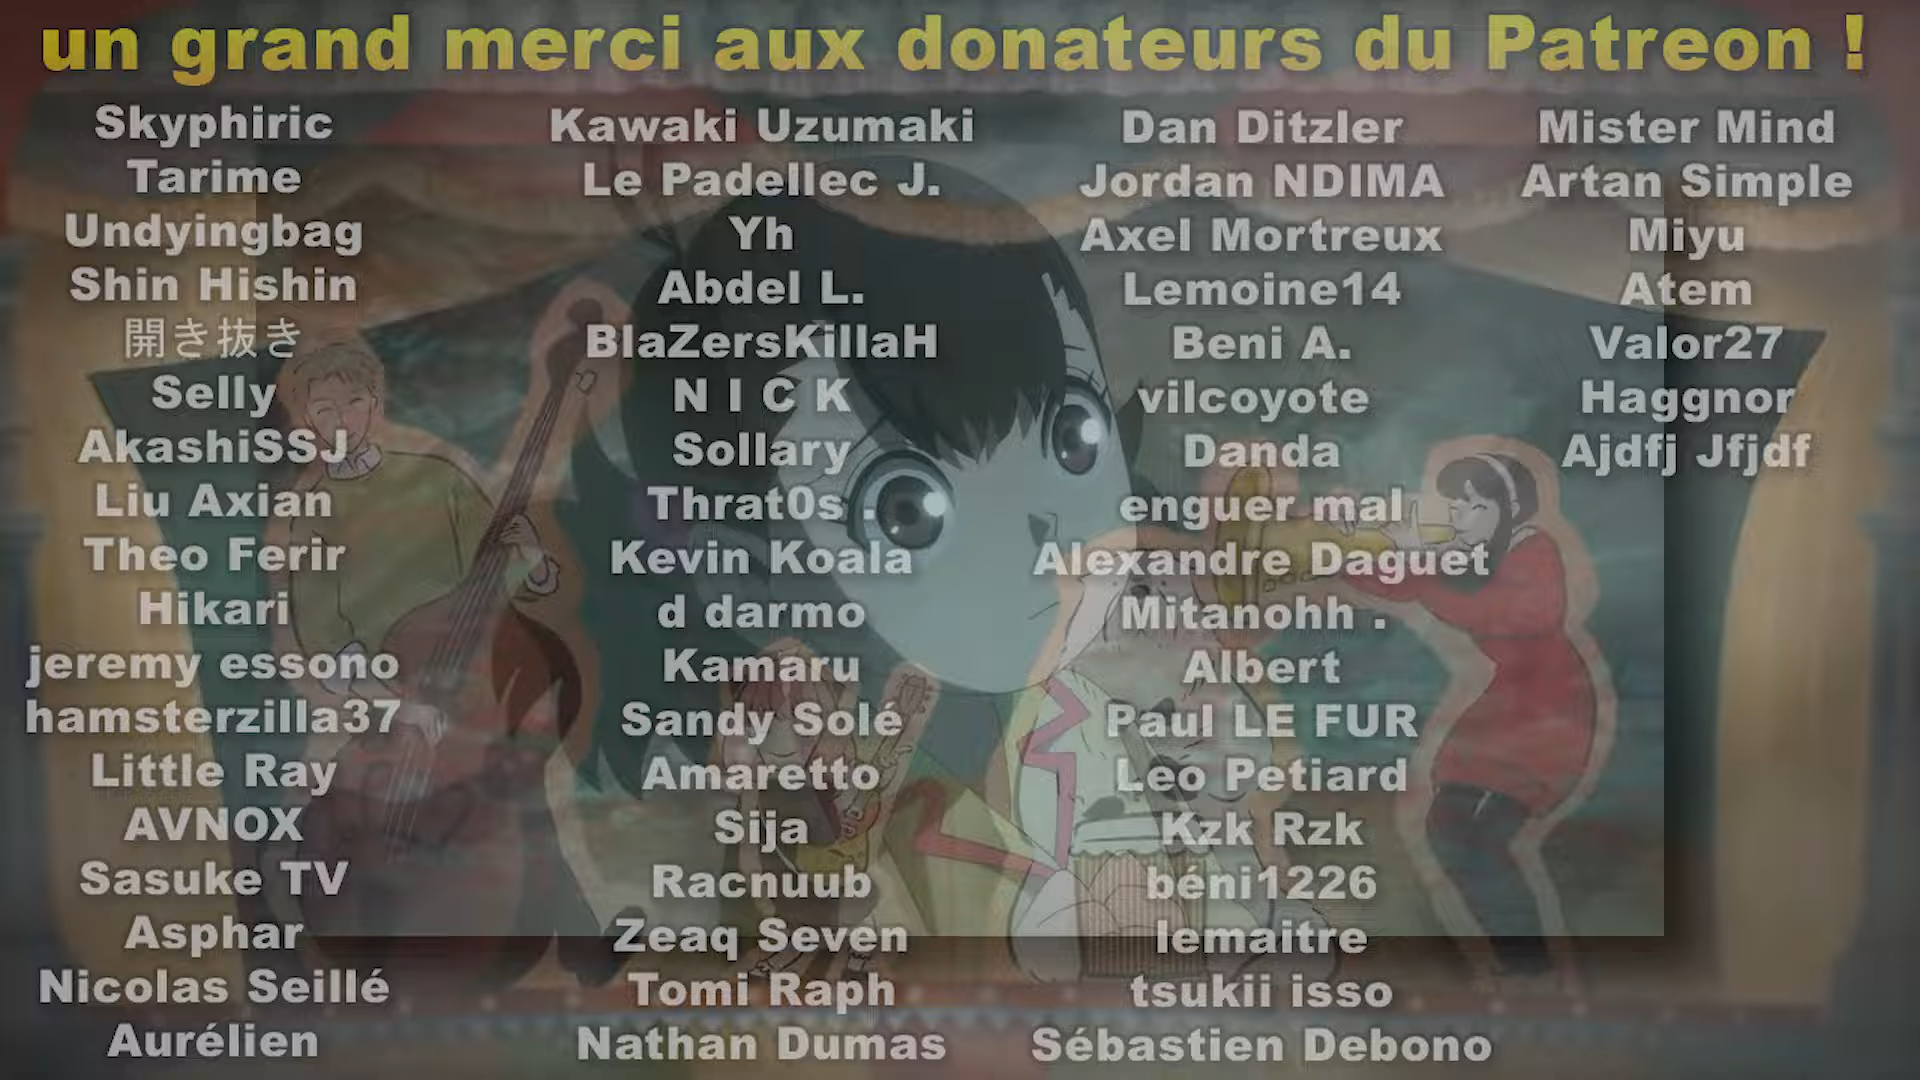 un grand merci aux donateurs du Patreon !
Skyphiric
Tarime
Undyingbag
Shin Hishin
開き抜き
Selly
AkashiSSJ
Liu Axian
Theo Ferir
Hikari
jeremy essono
hamsterzilla37
Little Ray
AVNOX
Sasuke TV
Asphar
Nicolas Seillé
Aurélien
Kawaki Uzumaki
Le Padellec J.
Yh
Abdel L.
BlaZersKillaH
N I C K
Sollary
Thrat0s .
Kevin Koala
d darmo
Kamaru
Sandy Solé
Amaretto
Sija
Racnuub
Zeaq Seven
Tomi Raph
Nathan Dumas
Dan Ditzler
Jordan NDIMA
Axel Mortreux
Lemoine14
Beni A.
vilcoyote
Danda
enguer mal
Alexandre Daguet
Mitanohh .
Albert
Paul LE FUR
Leo Petiard
Kzk Rzk
béni1226
lemaitre
tsukii isso
Sébastien Debono
Mister Mind
Artan Simple
Miyu
Atem
Valor27
Haggnor
Ajdfj Jfjdf